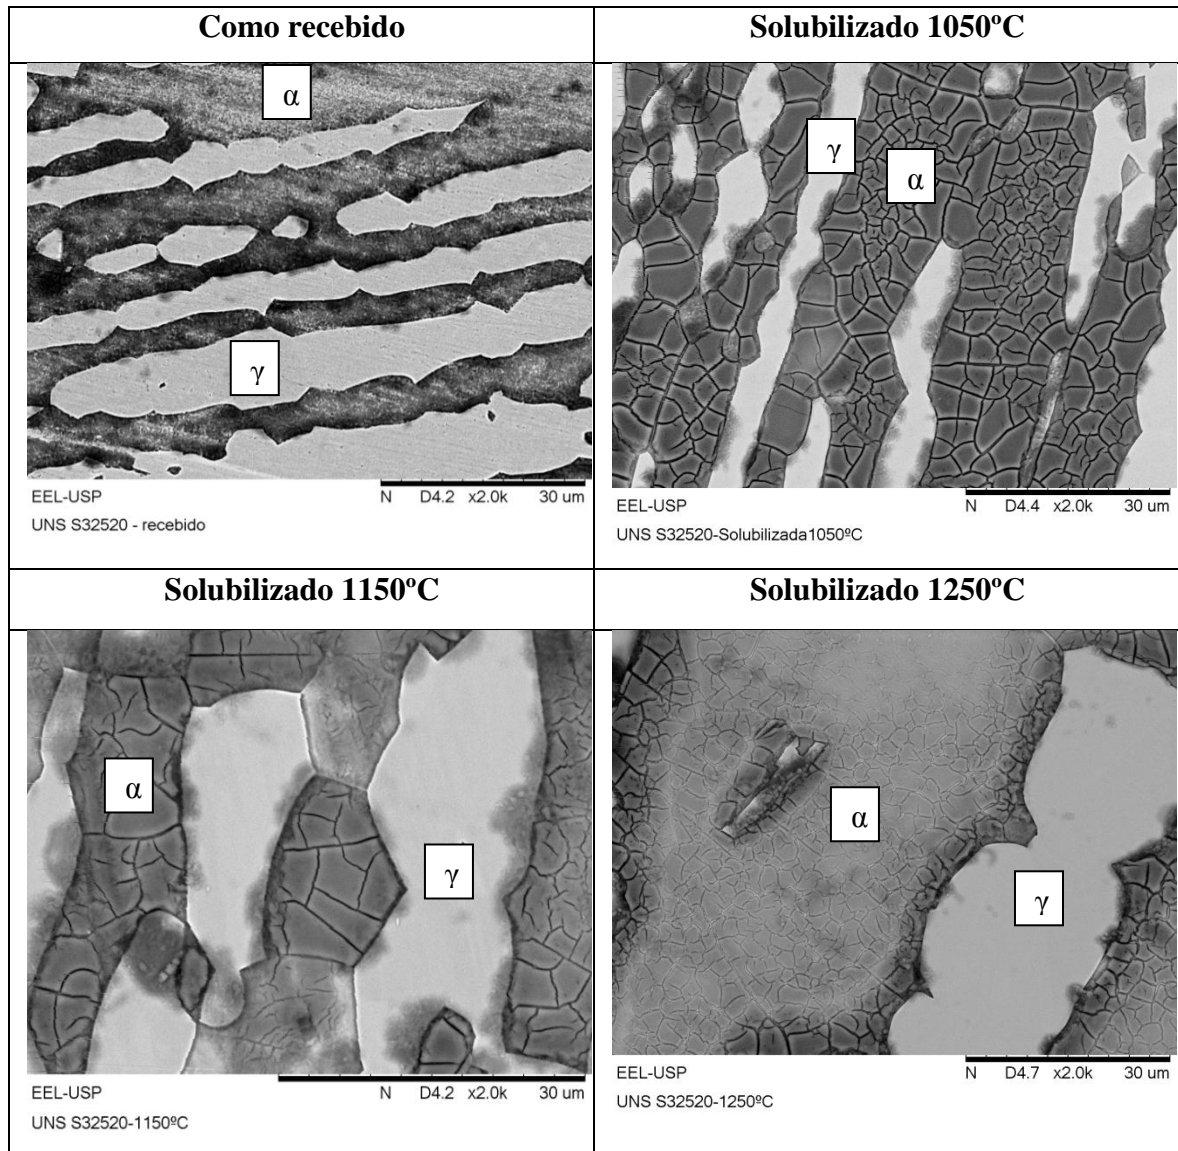 Como recebido
Solubilizado 1050ºC
α
γ
EEL-USP
N D4.2 x2.0k 30 um
UNS S32520 - recebido
γ
α
EEL-USP
N D4.4 x2.0k 30 um
UNS S32520-Solubilizada1050ºC
Solubilizado 1150ºC
Solubilizado 1250ºC
α
γ
EEL-USP
N D4.2 x2.0k 30 um
UNS S32520-1150ºC
α
γ
EEL-USP
N D4.7 x2.0k 30 um
UNS S32520-1250ºC